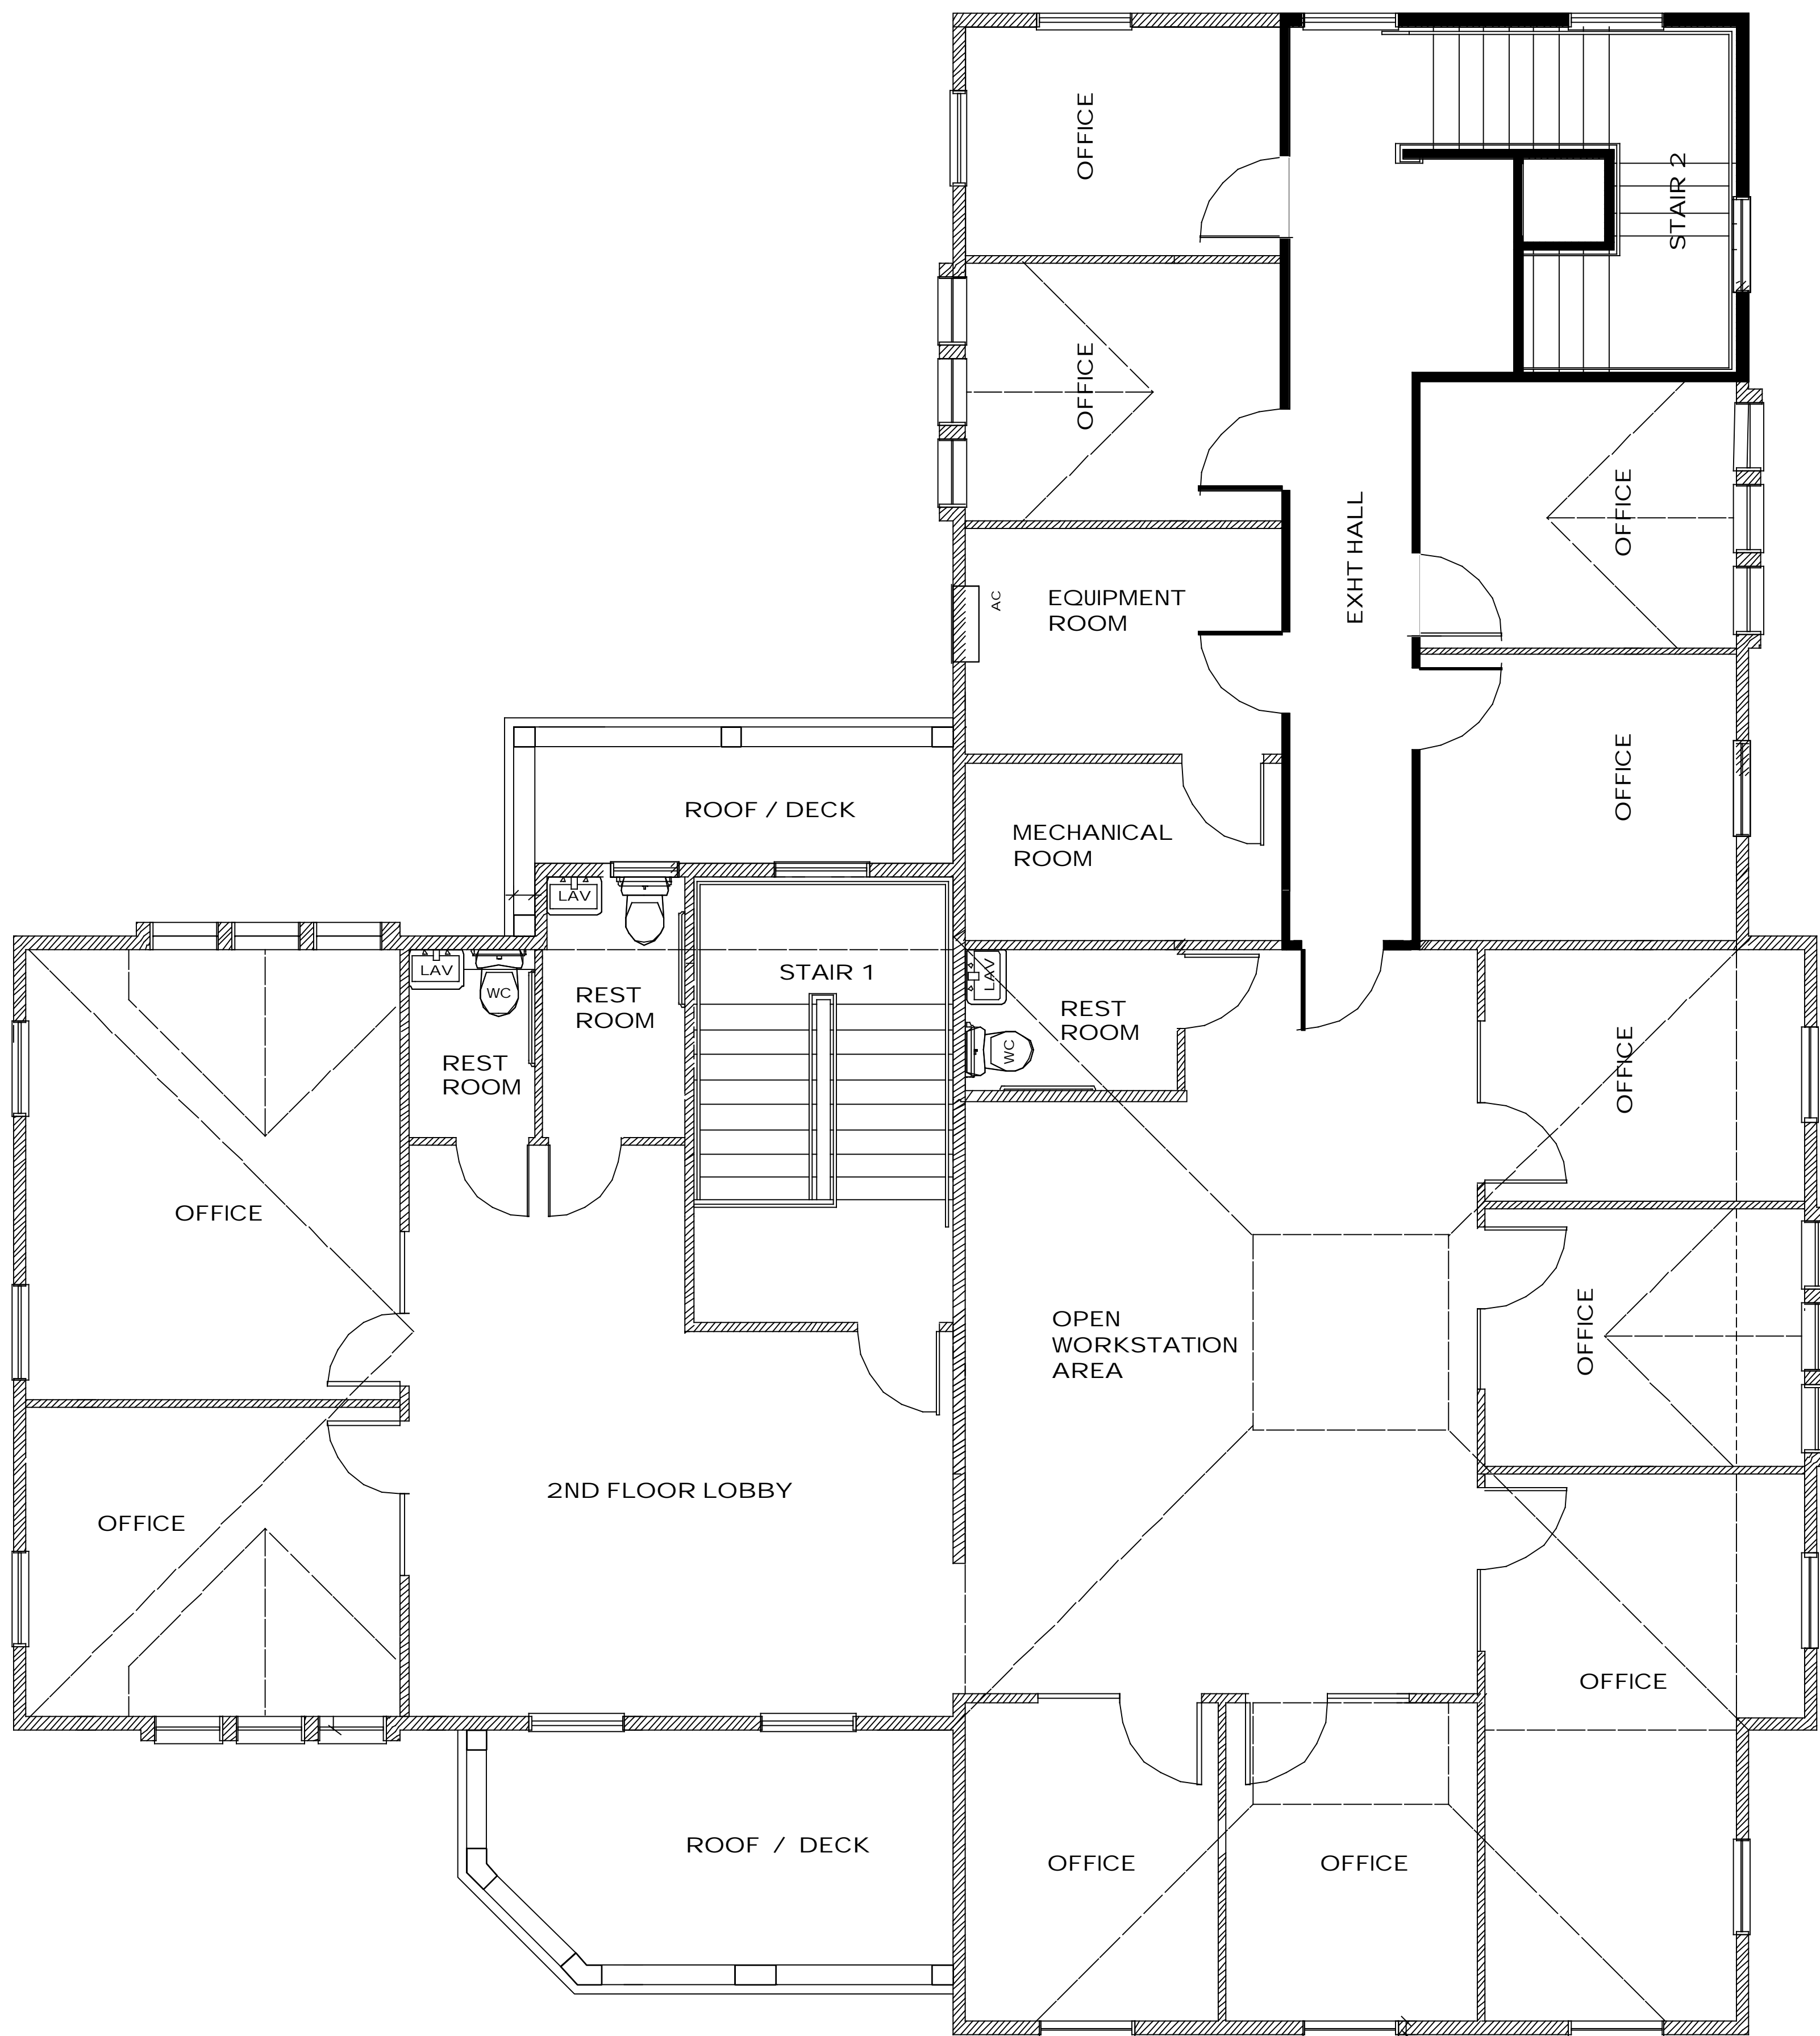 OFFICE
STAIR 2
OFFICE
OFFICE
EXHT HALL
AC
EQUIPMENT
ROOM
OFFICE
ROOF / DECK
MECHANICAL
ROOM
LAV
LAV
WC
REST
ROOM
STAIR 1
LAV
REST
ROOM
WC
REST
ROOM
OFFICE
OFFICE
OPEN
WORKSTATION
AREA
OFFICE
2ND FLOOR LOBBY
OFFICE
OFFICE
ROOF / DECK
OFFICE
OFFICE